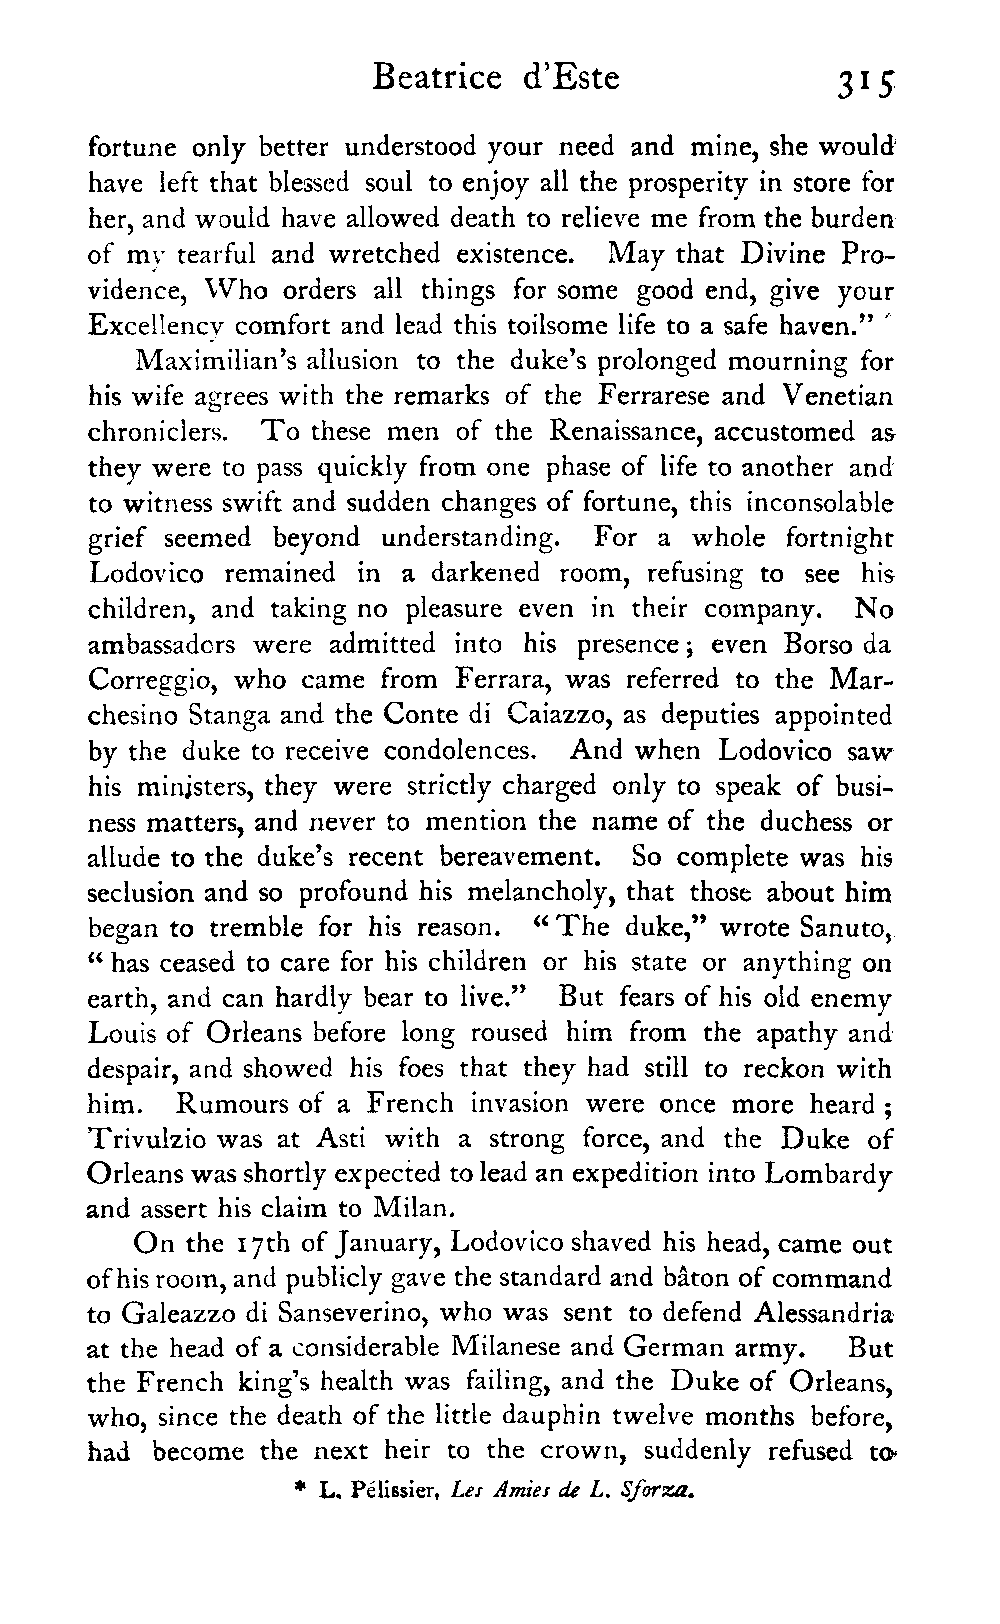 Beatrice d'Este 315
fortune only better understood your need and mine, she would
have left that blessed soul to enjoy all the prosperity in store for
her, and would have allowed death to relieve me from the burden
of my tearful and wretched existence. May that Divine Pro-
vidence, Who orders all things for some good end, give your
Excellency comfort and lead this toilsome life to a safe haven." *
Maximilian's allusion to the duke's prolonged mourning for
his wife agrees with the remarks of the Ferrarese and Venetian
chroniclers. To these men of the Renaissance, accustomed as
they were to pass quickly from one phase of life to another and
to witness swift and sudden changes of fortune, this inconsolable
grief seemed beyond understanding. For a whole fortnight
Lodovico remained in a darkened room, refusing to see his
children, and taking no pleasure even in their company. No
ambassadors were admitted into his presence; even Borso da
Correggio, who came from Ferrara, was referred to the Mar-
chesino Stanga and the Conte di Caiazzo, as deputies appointed
by the duke to receive condolences. And when Lodovico saw
his ministers, they were strictly charged only to speak of busi-
ness matters, and never to mention the name of the duchess or
allude to the duke's recent bereavement. So complete was his
seclusion and so profound his melancholy, that those about him
began to tremble for his reason. "The duke," wrote Sanuto,
"has ceased to care for his children or his state or anything on
earth, and can hardly bear to live." But fears of his old enemy
Louis of Orleans before long roused him from the apathy and
despair, and showed his foes that they had still to reckon with
him. Rumours of a French invasion were once more heard;
Trivulzio was at Asti with a strong force, and the Duke of
Orleans was shortly expected to lead an expedition into Lombardy
and assert his claim to Milan.
On the 17th of January, Lodovico shaved his head, came out
of his room, and publicly gave the standard and bâton of command
to Galeazzo di Sanseverino, who was sent to defend Alessandria
at the head of a considerable Milanese and German army. But
the French king's health was failing, and the Duke of Orleans,
who, since the death of the little dauphin twelve months before,
had become the next heir to the crown, suddenly refused to
* L. Pélissier, Les Amies de L. Sforza.